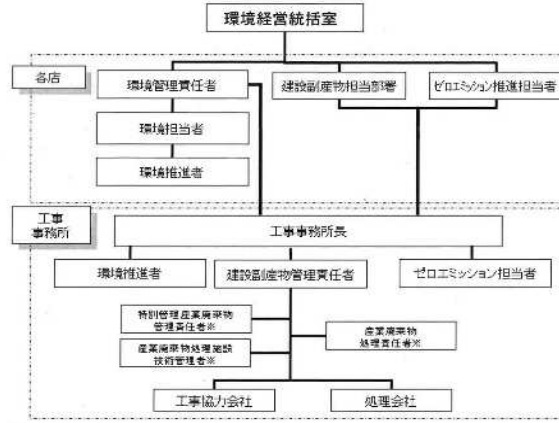 環境経営統括室
各店
環境管理責任者
建設副産物担当部署
ゼロエミッション推進担当者
環境担当者
環境推進者
工事
事務所
工事事務所長
環境推進者
建設副産物管理責任者
ゼロエミッション担当者
特別管理産業廃棄物
管理責任者※
産業廃棄物
処理責任者※
産業廃棄物処理施設
技術管理者※
工事協力会社
処理会社